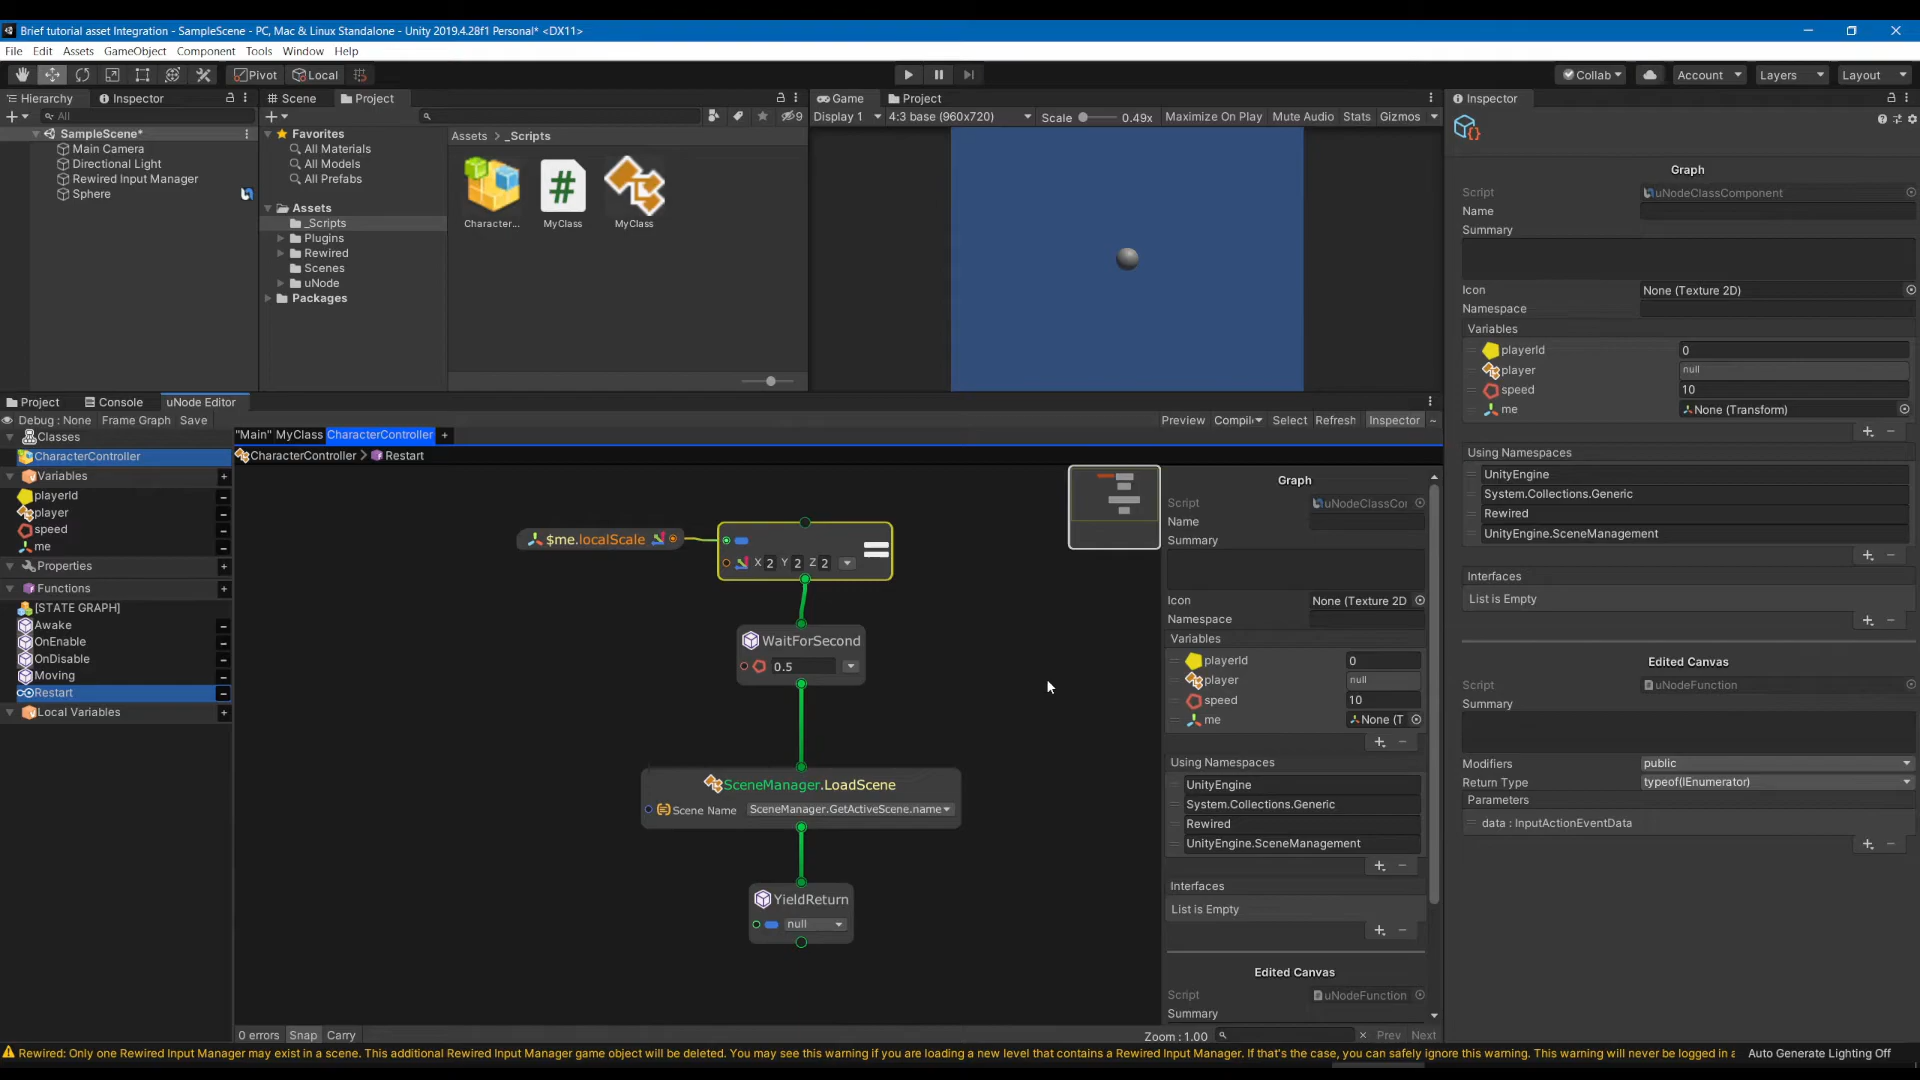 Brief tutorial asset Integration - SampleScene - PC, Mac & Linux Standalone - Unity 2019.4.28f1 Personal* <DX11>
File Edit Assets GameObject Component Tools Window Help
Pivot Local
Collab Account Layers Layout
Hierarchy Inspector
All
SampleScene*
Main Camera
Directional Light
Rewired Input Manager
Sphere
Scene Project
9
Favorites
All Materials
All Models
All Prefabs
Assets
_Scripts
Plugins
Rewired
Scenes
uNode
Packages
Assets > _Scripts
Character... MyClass MyClass
Game Project
Display 1 4:3 base (960x720) Scale 0.49x Maximize On Play Mute Audio Stats Gizmos
Project Console uNode Editor
Debug : None Frame Graph Save
Preview Compil Select Refresh Inspector ~
Classes
CharacterController
Variables
playerId
player
speed
me
Properties
Functions
[STATE GRAPH]
Awake
OnEnable
OnDisable
Moving
Restart
Local Variables
"Main" MyClass CharacterController +
CharacterController > Restart
$me.localScale
X 2 Y 2 Z 2
WaitForSecond
0.5
SceneManager.LoadScene
Scene Name SceneManager.GetActiveScene.name
YieldReturn
null
0 errors Snap Carry
Zoom : 1.00
Prev Next
Graph
Script uNodeClassCor
Name
Summary
Icon None (Texture 2D
Namespace
Variables
playerId 0
player null
speed 10
me None (T
Using Namespaces
UnityEngine
System.Collections.Generic
Rewired
UnityEngine.SceneManagement
Interfaces
List is Empty
Edited Canvas
Script uNodeFunction
Summary
Inspector
Graph
Script uNodeClassComponent
Name
Summary
Icon None (Texture 2D)
Namespace
Variables
playerId 0
player null
speed 10
me None (Transform)
Using Namespaces
UnityEngine
System.Collections.Generic
Rewired
UnityEngine.SceneManagement
Interfaces
List is Empty
Edited Canvas
Script uNodeFunction
Summary
Modifiers public
Return Type typeof(IEnumerator)
Parameters
data : InputActionEventData
Rewired: Only one Rewired Input Manager may exist in a scene. This additional Rewired Input Manager game object will be deleted. You may see this warning if you are loading a new level that contains a Rewired Input Manager. If that's the case, you can safely ignore this warning. This warning will never be logged in a
Auto Generate Lighting Off